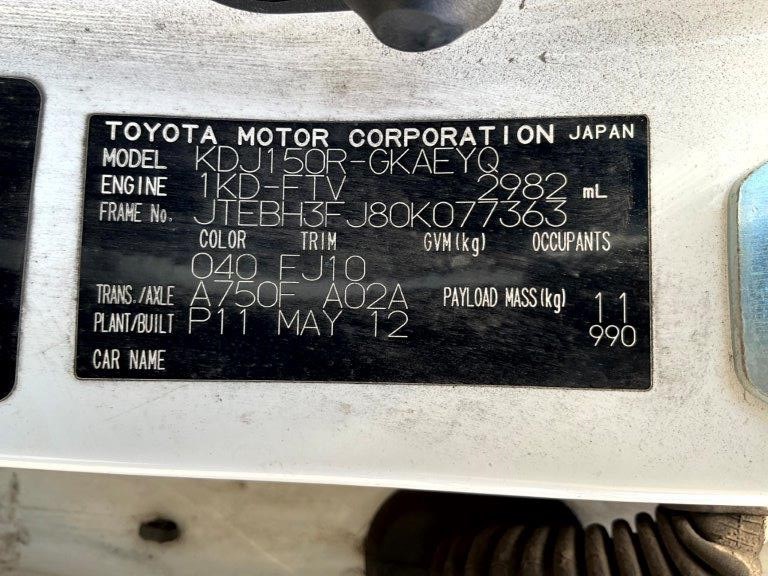 TOYOTA MOTOR CORPORATION JAPAN
MODEL KDJ150R-GKAEYQ
ENGINE 1KD-FTV 2982 mL
FRAME No. JTEBH3FJ80K077363
COLOR TRIM GVM(kg) OCCUPANTS
040 FJ10
TRANS./AXLE A750F A02A PAYLOAD MASS(kg) 11
PLANT/BUILT P11 MAY 12 990
CAR NAME